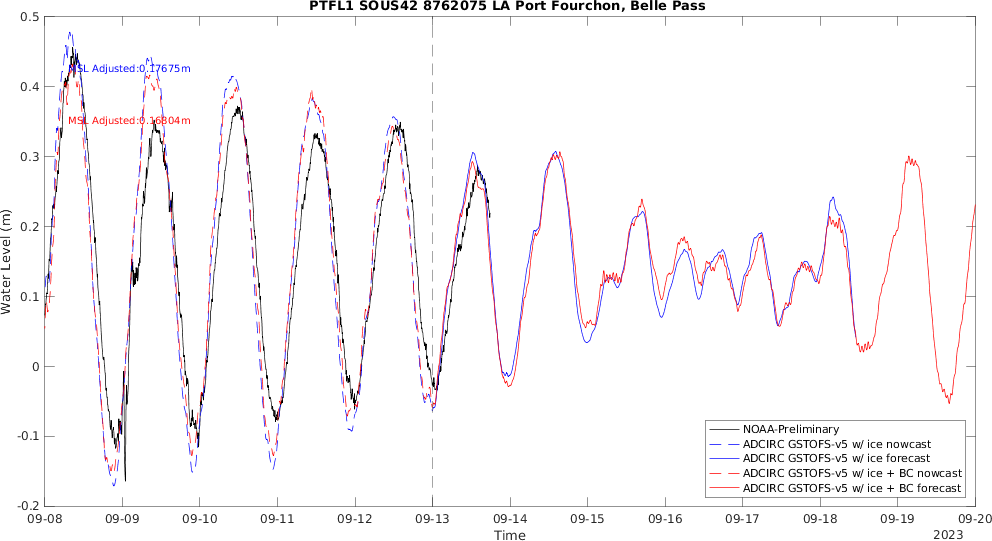 PTFL1 SOUS42 8762075 LA Port Fourchon, Belle Pass
0.5
0.4
0.3
0.2
0.1
0
-0.1
-0.2
Water Level (m)
MSL Adjusted:0.17675m
MSL Adjusted:0.16804m
NOAA-Preliminary
ADCIRC GSTOFS-v5 w/ ice nowcast
ADCIRC GSTOFS-v5 w/ ice forecast
ADCIRC GSTOFS-v5 w/ ice + BC nowcast
ADCIRC GSTOFS-v5 w/ ice + BC forecast
09-08 09-09 09-10 09-11 09-12 09-13 09-14 09-15 09-16 09-17 09-18 09-19 09-20
Time
2023